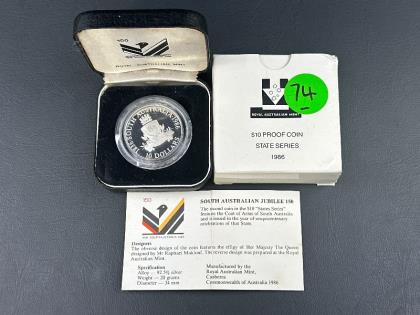 150
ROYAL AUSTRALIAN MINT
SOUTH AUSTRALIA 1986
10 DOLLARS
74
ROYAL AUSTRALIAN MINT
$10 PROOF COIN
STATE SERIES
1986
150
SOUTH AUSTRALIAN JUBILEE 150
The second coin in the $10 "States Series"
features the Coat of Arms of South Australia
and is issued in the year of sesquicentenary
celebrations of that State.
Designers
The obverse design of the coin features the effigy of Her Majesty The Queen
designed by Mr Raphael Maklouf. The reverse design was prepared at the Royal
Australian Mint.
Specification
Alloy - 92.5% silver
Weight - 20 grams
Diameter - 34 mm
Manufactured by the
Royal Australian Mint,
Canberra
Commonwealth of Australia 1986